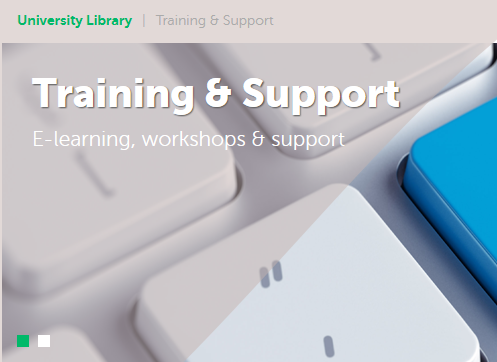 University Library | Training & Support
Training & Support
E-learning, workshops & support